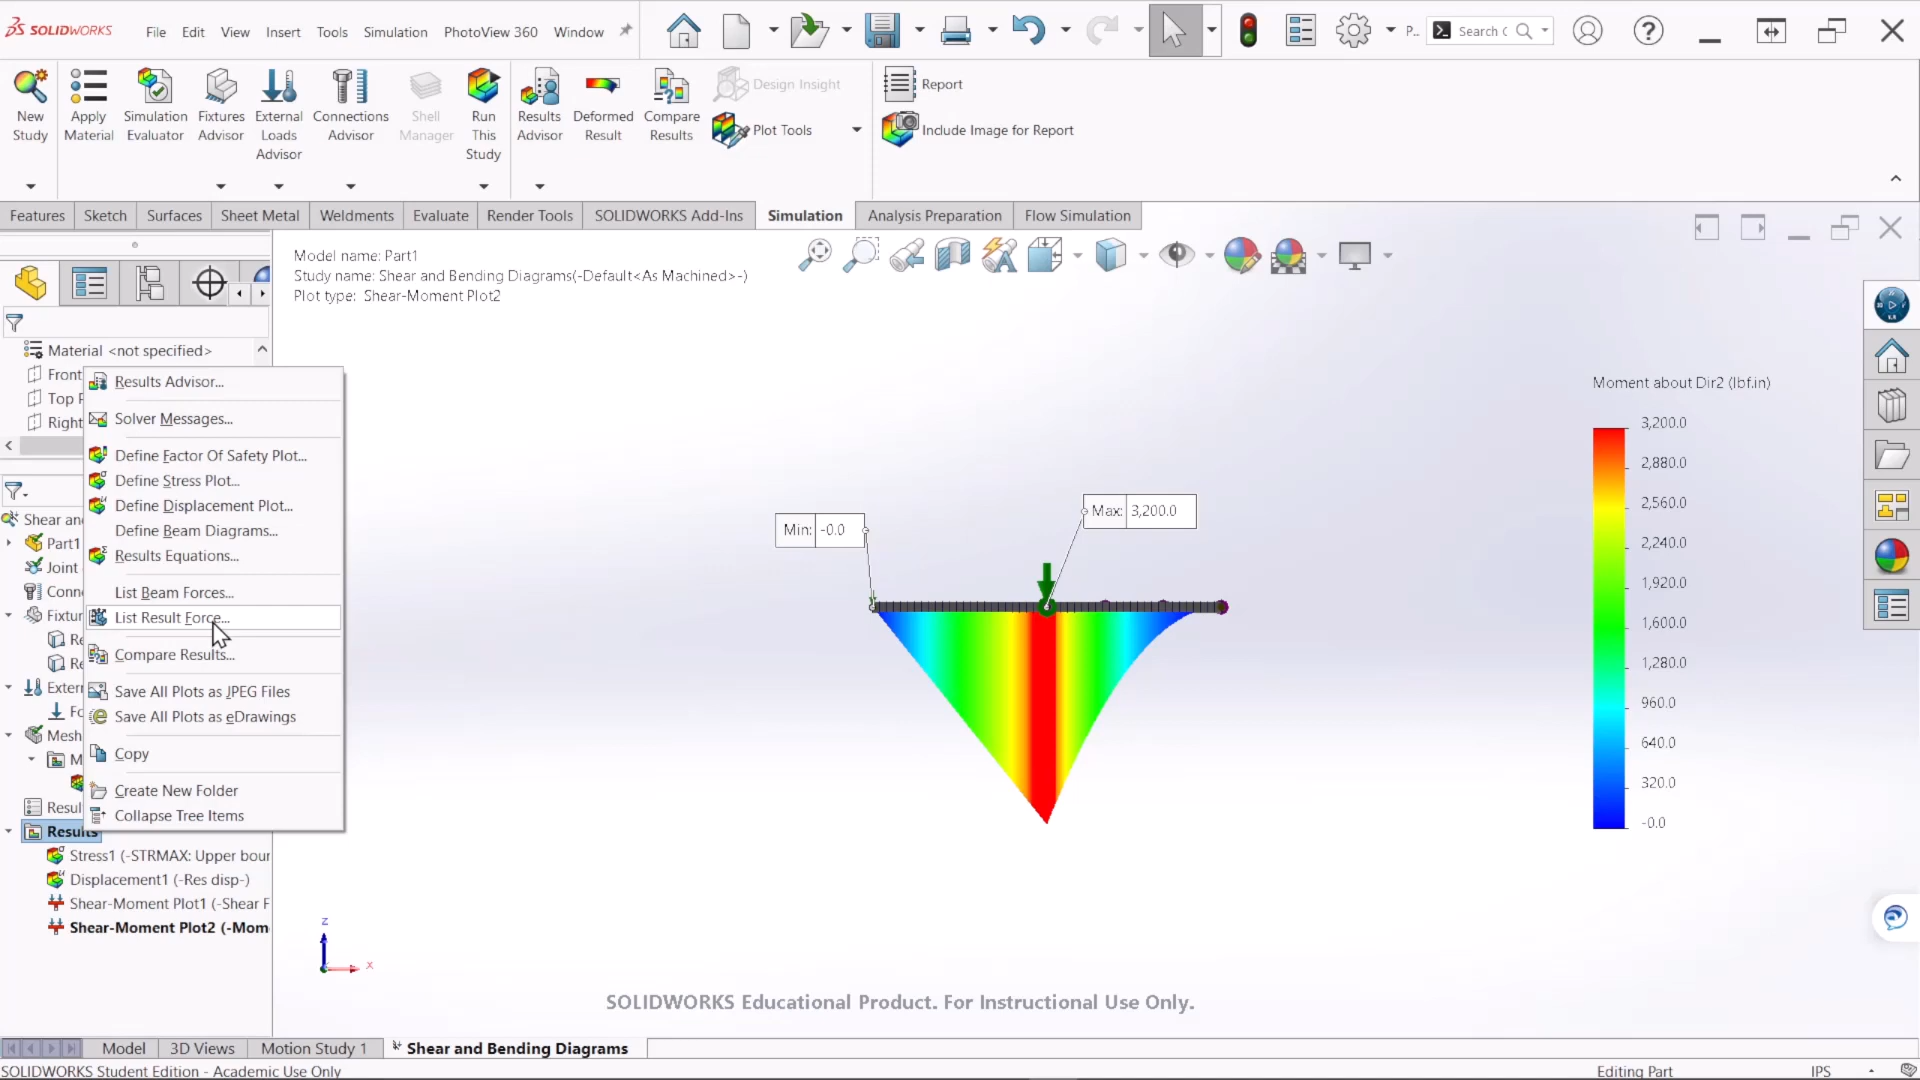 SOLIDWORKS
File Edit View Insert Tools Simulation PhotoView 360 Window
P...
Search
New Study
Apply Material
Simulation Evaluator
Fixtures Advisor
External Loads Advisor
Connections Advisor
Shell Manager
Run This Study
Results Advisor
Deformed Result
Compare Results
Design Insight
Plot Tools
Report
Include Image for Report
Features Sketch Surfaces Sheet Metal Weldments Evaluate Render Tools SOLIDWORKS Add-Ins Simulation Analysis Preparation Flow Simulation
Model name: Part1
Study name: Shear and Bending Diagrams(-Default<As Machined>-)
Plot type: Shear-Moment Plot2
Material <not specified>
Front
Top P
Right
Shear an
Part1
Joint
Conn
Fixtur
Re
Re
Extern
Fo
Mesh
M
Resul
Results
Stress1 (-STRMAX: Upper bour
Displacement1 (-Res disp-)
Shear-Moment Plot1 (-Shear F
Shear-Moment Plot2 (-Mom
Results Advisor...
Solver Messages...
Define Factor Of Safety Plot...
Define Stress Plot...
Define Displacement Plot...
Define Beam Diagrams...
Results Equations...
List Beam Forces...
List Result Force...
Compare Results...
Save All Plots as JPEG Files
Save All Plots as eDrawings
Copy
Create New Folder
Collapse Tree Items
Min: -0.0
Max: 3,200.0
Moment about Dir2 (lbf.in)
3,200.0
2,880.0
2,560.0
2,240.0
1,920.0
1,600.0
1,280.0
960.0
640.0
320.0
-0.0
z
x
SOLIDWORKS Educational Product. For Instructional Use Only.
Model 3D Views Motion Study 1 Shear and Bending Diagrams
SOLIDWORKS Student Edition - Academic Use Only
Editing Part IPS